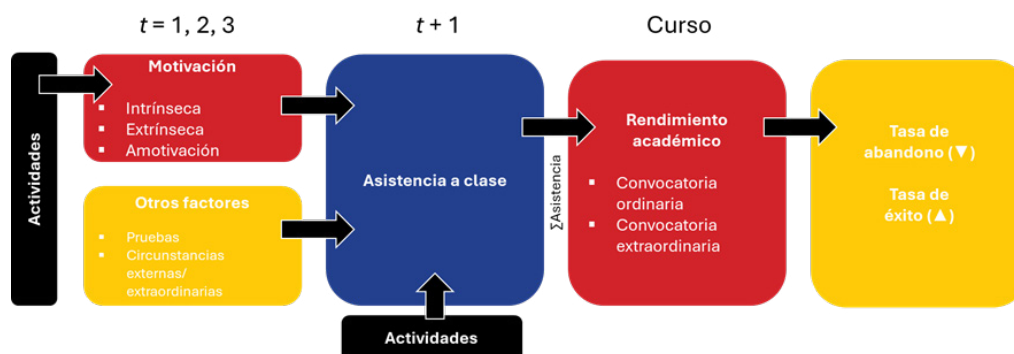 t = 1, 2, 3
t + 1
Curso
Actividades
Motivación
▪ Intrínseca
▪ Extrínseca
▪ Amotivación
Otros factores
▪ Pruebas
▪ Circunstancias
externas/
extraordinarias
Asistencia a clase
Actividades
∑Asistencia
Rendimiento
académico
▪ Convocatoria
ordinaria
▪ Convocatoria
extraordinaria
Tasa de
abandono (▼)
Tasa de
éxito (▲)